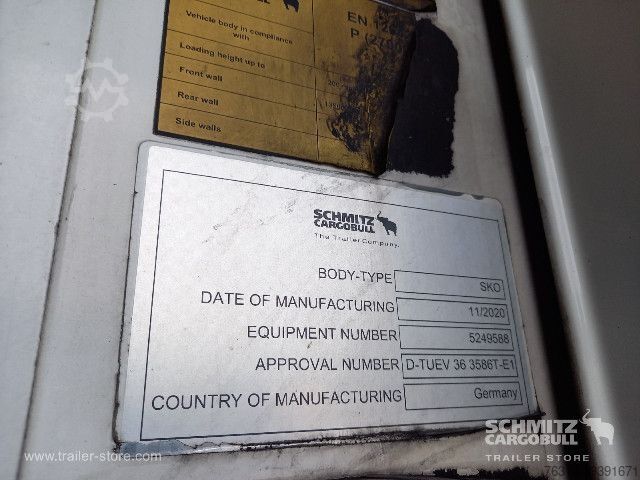 CARGOBULL
Vehicle body in compliance
with
EN 12
Loading height up to
Front wall
Rear wall
Side walls
SCHMITZ
CARGOBULL
The Trailer Company.
BODY-TYPE SKO
DATE OF MANUFACTURING 11/2020
EQUIPMENT NUMBER 5249588
APPROVAL NUMBER D-TUEV 36 3586T-E1
COUNTRY OF MANUFACTURING Germany
www.trailer-store.com
SCHMITZ
CARGOBULL
TRAILER STORE